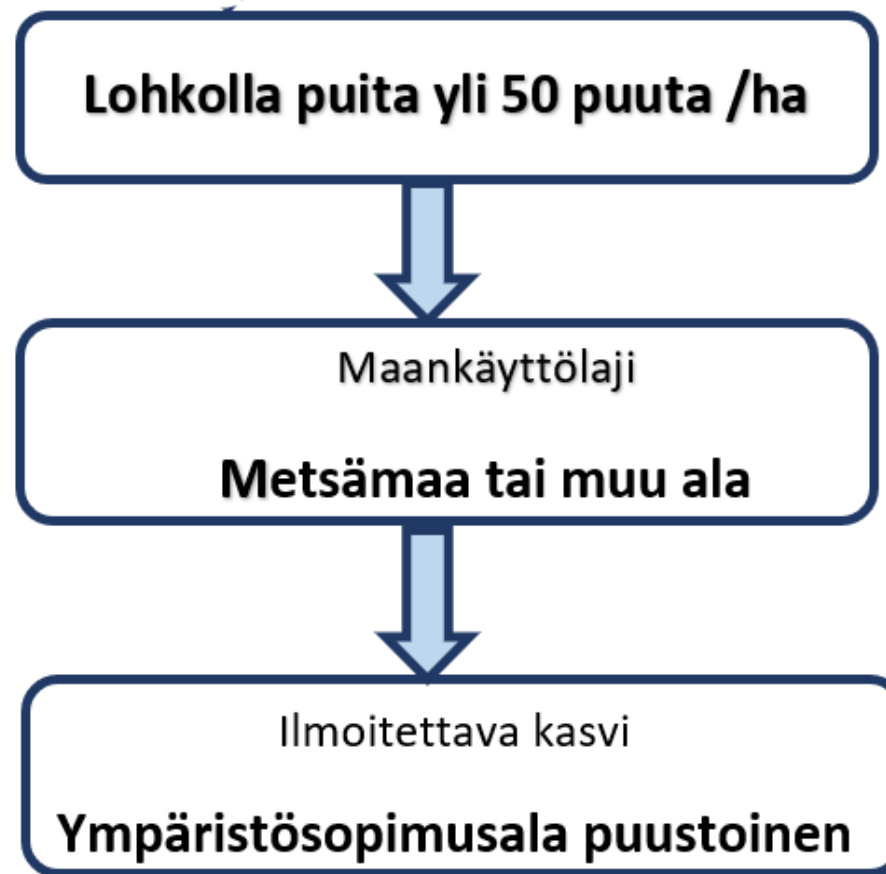 Lohkolla puita yli 50 puuta /ha
Maankäyttölaji
Metsämaa tai muu ala
Ilmoitettava kasvi
Ympäristösopimusala puustoinen